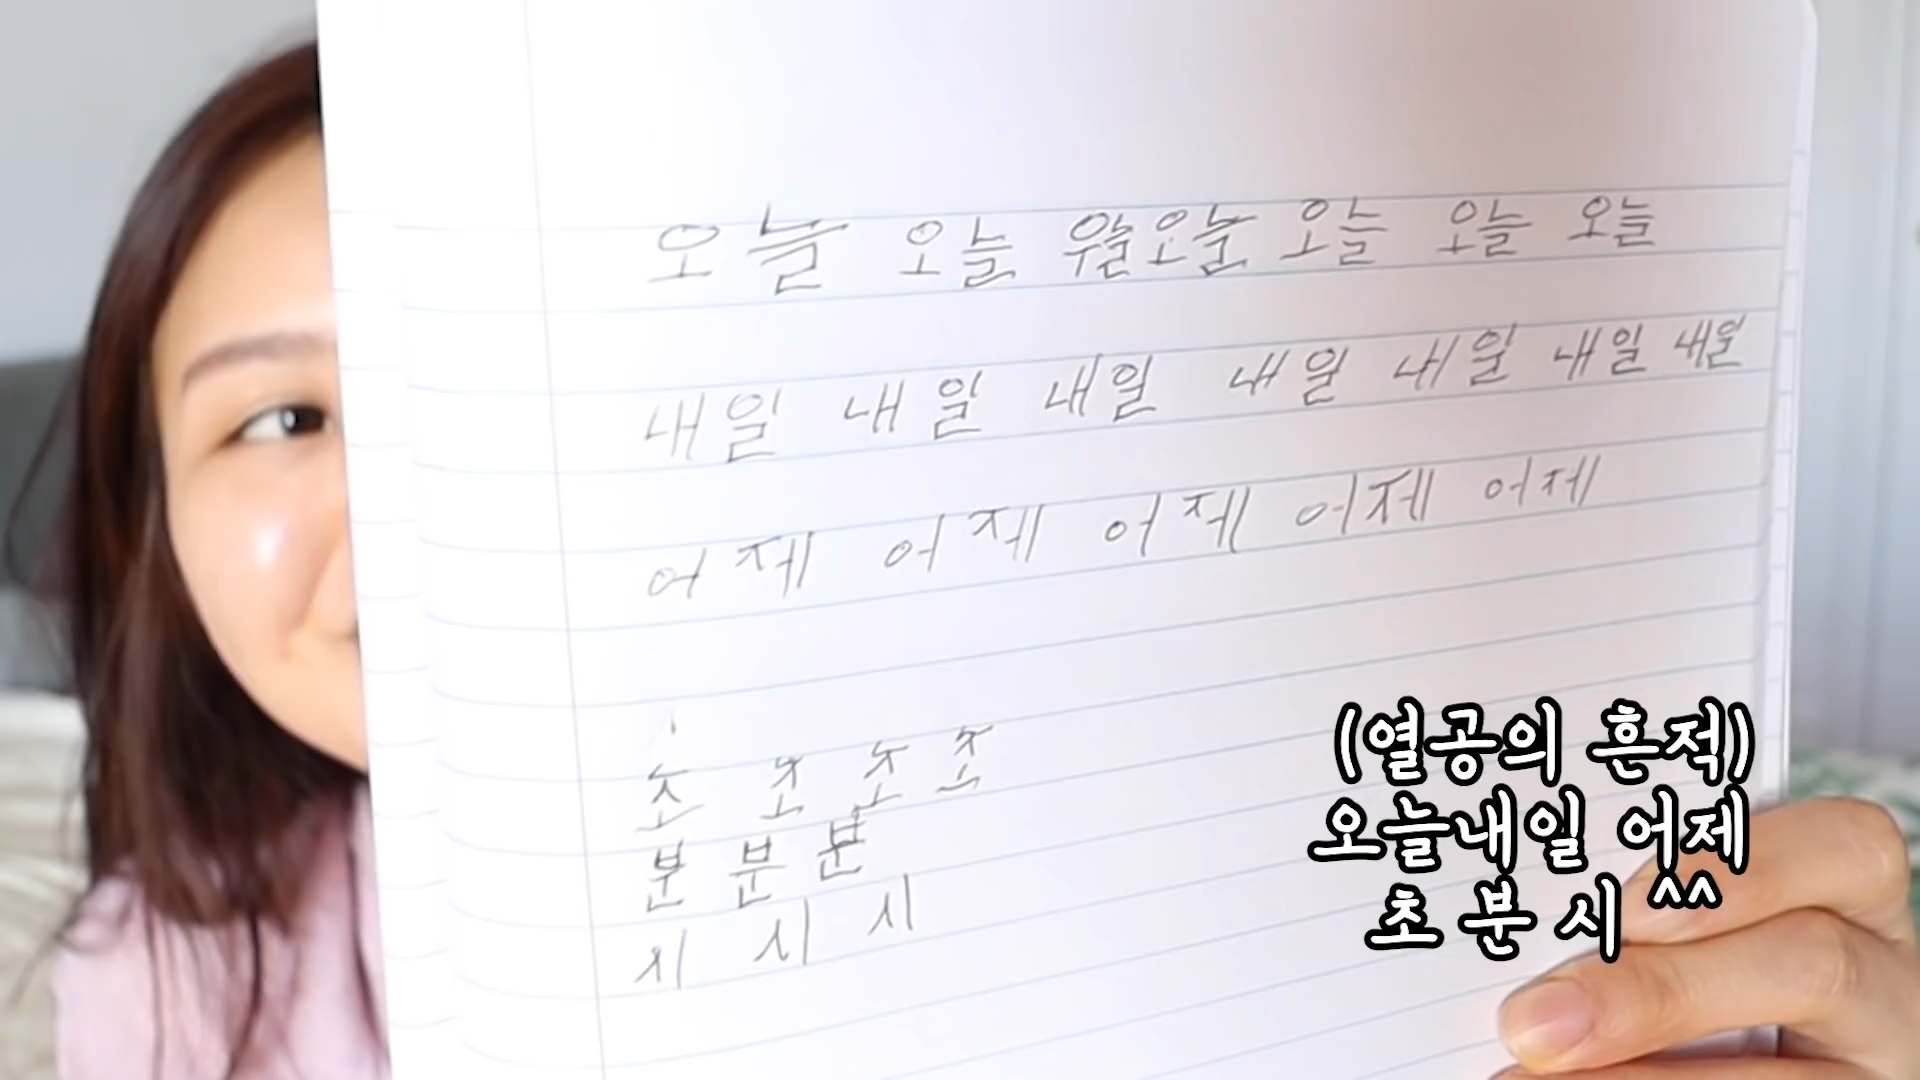 오늘 오늘 월오늘 오늘 오늘 오늘
내일 내일 내일 내일 내일 내일 내일
어제 어제 어제 어제 어제
초 초 초 초
분 분 분
시 시 시
(열공의 흔적)
오늘내일 어제
초 분 시 ^^